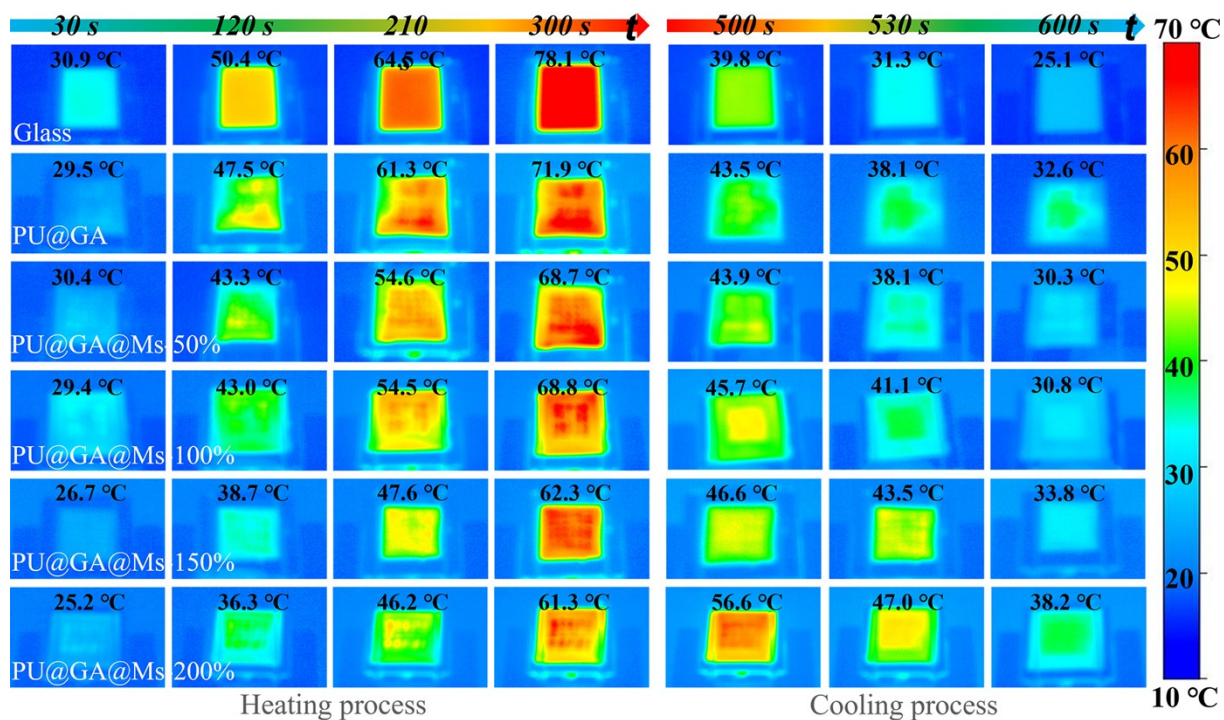 30 s 120 s 210 300 s t 500 s 530 s 600 s t 70 °C
30.9 °C 50.4 °C 64.5 °C 78.1 °C 39.8 °C 31.3 °C 25.1 °C
s
Glass
60
29.5 °C 47.5 °C 61.3 °C 71.9 °C 43.5 °C 38.1 °C 32.6 °C
PU@GA
50
30.4 °C 43.3 °C 54.6 °C 68.7 °C 43.9 °C 38.1 °C 30.3 °C
PU@GA@Ms-50%
40
29.4 °C 43.0 °C 54.5 °C 68.8 °C 45.7 °C 41.1 °C 30.8 °C
PU@GA@Ms-100%
30
26.7 °C 38.7 °C 47.6 °C 62.3 °C 46.6 °C 43.5 °C 33.8 °C
PU@GA@Ms-150%
20
25.2 °C 36.3 °C 46.2 °C 61.3 °C 56.6 °C 47.0 °C 38.2 °C
PU@GA@Ms-200%
Heating process Cooling process 10 °C